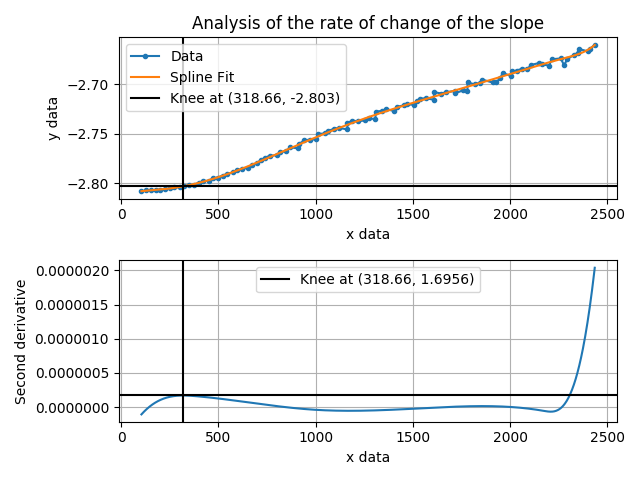 Analysis of the rate of change of the slope
Data
Spline Fit
Knee at (318.66, -2.803)
y data
−2.70
−2.75
−2.80
0 500 1000 1500 2000 2500
x data
Knee at (318.66, 1.6956)
Second derivative
0.0000020
0.0000015
0.0000010
0.0000005
0.0000000
0 500 1000 1500 2000 2500
x data